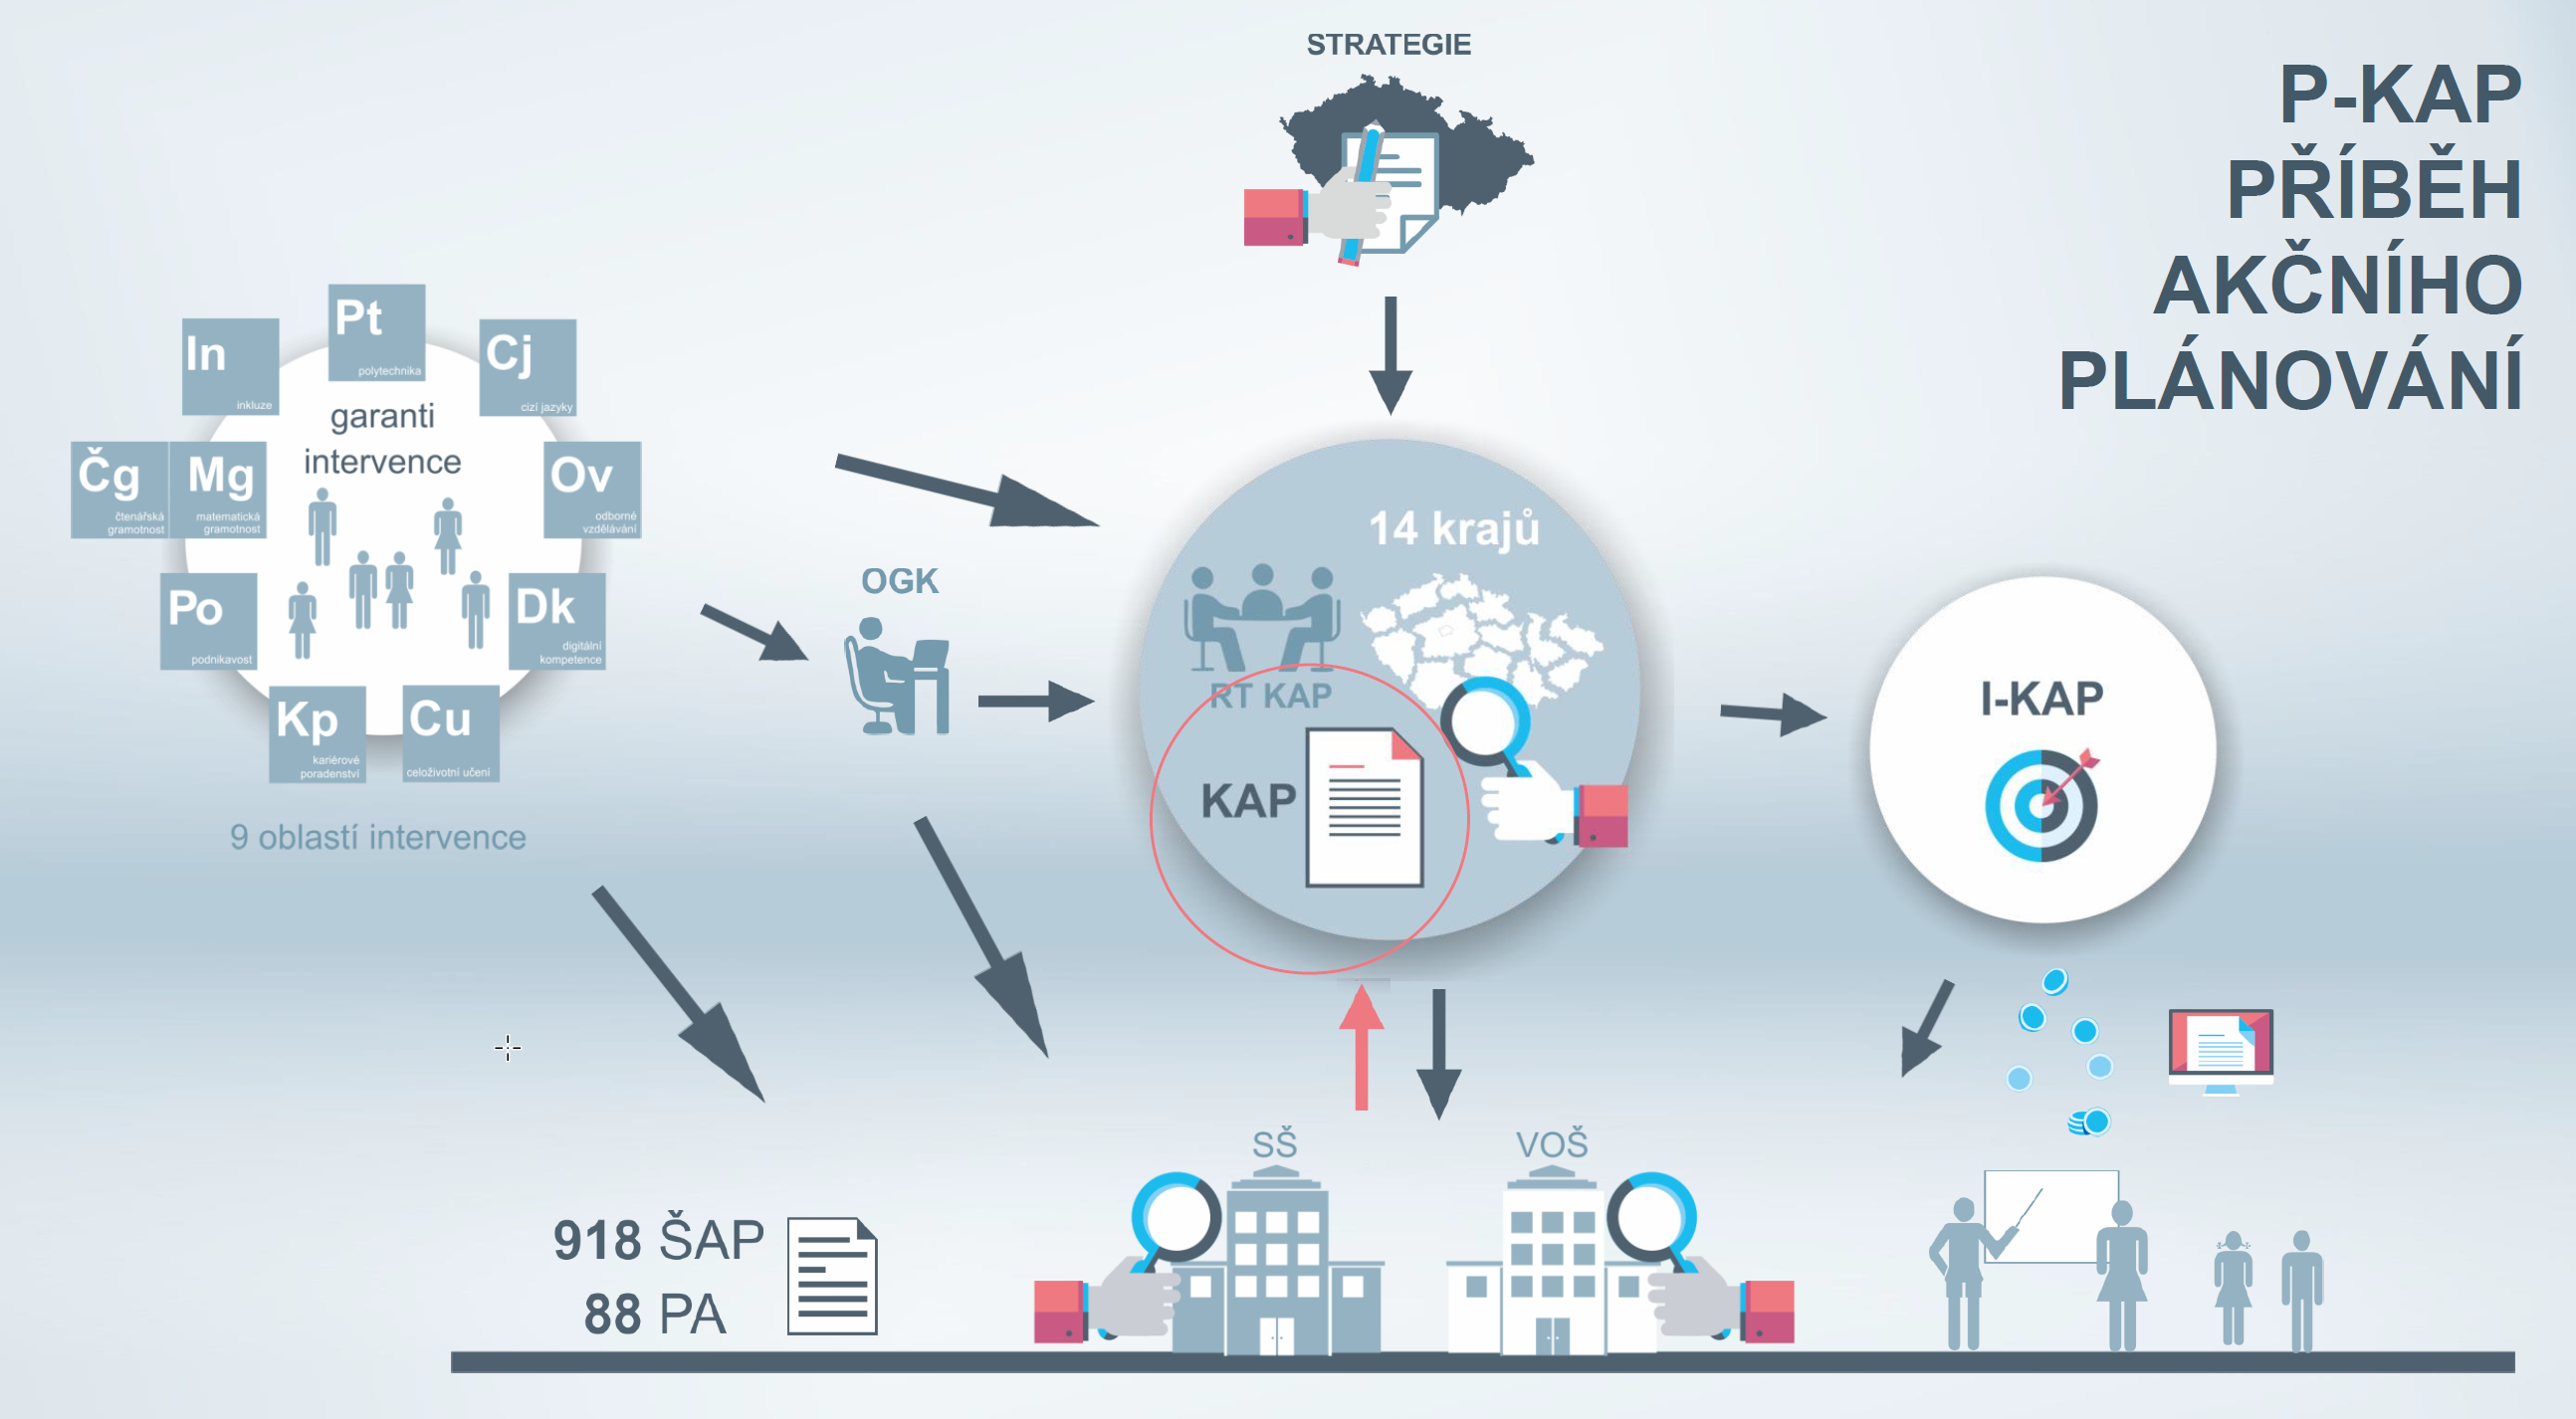 STRATEGIE
P-KAP
PŘÍBĚH
AKČNÍHO
PLÁNOVÁNÍ
Pt
polytechnika
In
inkluze
Cj
cizí jazyky
garanti
intervence
Čg
čtenářská
gramotnost
Mg
matematická
gramotnost
Ov
odborné
vzdělávání
Po
podnikavost
Dk
digitální
kompetence
Kp
kariérové
poradenství
Cu
celoživotní učení
9 oblastí intervence
OGK
14 krajů
RT KAP
KAP
I-KAP
SŠ
VOŠ
918 ŠAP
88 PA